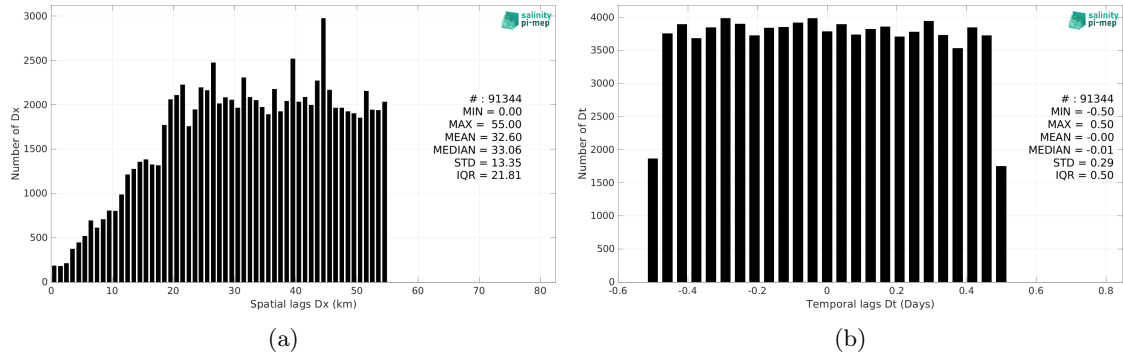 salinity
pi-mep
Number of Dx
3000
2500
2000
1500
1000
500
0
# : 91344
MIN = 0.00
MAX = 55.00
MEAN = 32.60
MEDIAN = 33.06
STD = 13.35
IQR = 21.81
0 10 20 30 40 50 60 70 80
Spatial lags Dx (km)
(a)
salinity
pi-mep
Number of Dt
4000
3500
3000
2500
2000
1500
1000
500
0
# : 91344
MIN = -0.50
MAX = 0.50
MEAN = -0.00
MEDIAN = -0.01
STD = 0.29
IQR = 0.50
-0.6 -0.4 -0.2 0 0.2 0.4 0.6 0.8
Temporal lags Dt (Days)
(b)